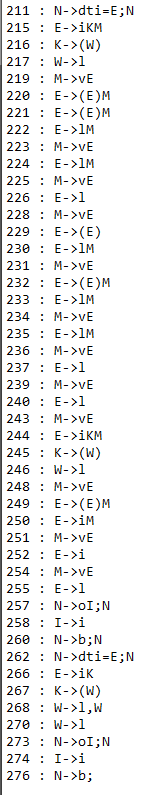 211 : N->dti=E;N
215 : E->iKM
216 : K->(W)
217 : W->l
219 : M->vE
220 : E->(E)M
221 : E->(E)M
222 : E->lM
223 : M->vE
224 : E->lM
225 : M->vE
226 : E->l
228 : M->vE
229 : E->(E)
230 : E->lM
231 : M->vE
232 : E->(E)M
233 : E->lM
234 : M->vE
235 : E->lM
236 : M->vE
237 : E->l
239 : M->vE
240 : E->l
243 : M->vE
244 : E->iKM
245 : K->(W)
246 : W->l
248 : M->vE
249 : E->(E)M
250 : E->iM
251 : M->vE
252 : E->i
254 : M->vE
255 : E->l
257 : N->oI;N
258 : I->i
260 : N->b;N
262 : N->dti=E;N
266 : E->iK
267 : K->(W)
268 : W->l,W
270 : W->l
273 : N->oI;N
274 : I->i
276 : N->b;